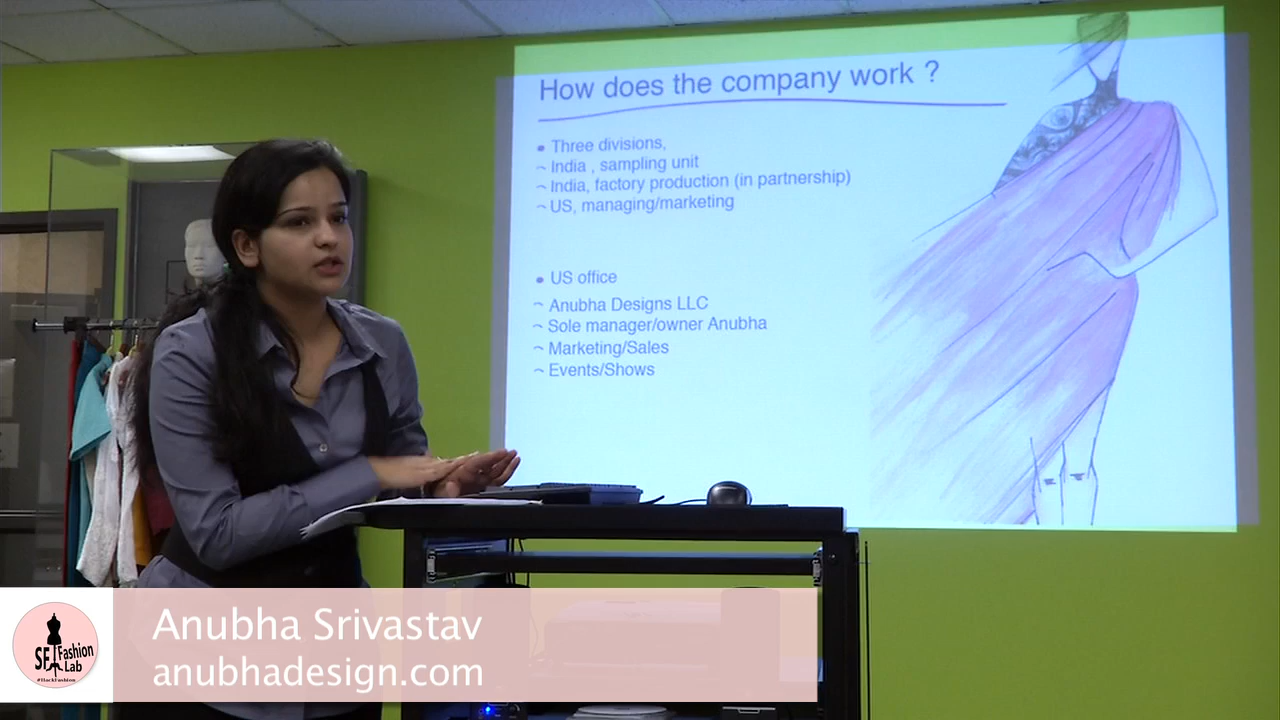 How does the company work ?
• Three divisions,
~ India , sampling unit
~ India, factory production (in partnership)
~ US, managing/marketing
• US office
~ Anubha Designs LLC
~ Sole manager/owner Anubha
~ Marketing/Sales
~ Events/Shows
Anubha Srivastav
anubhadesign.com
SF Fashion
Lab
#HackFashion